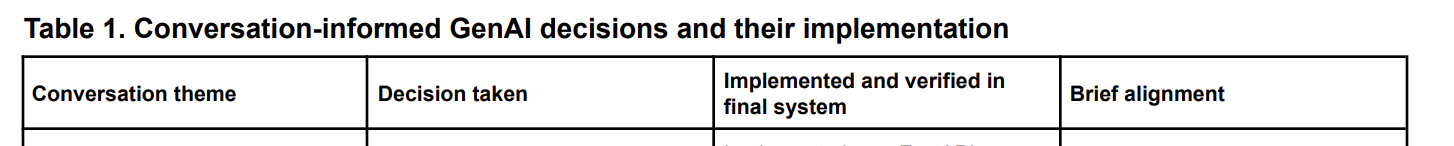 Table 1. Conversation-informed GenAI decisions and their implementation
Conversation theme
Decision taken
Implemented and verified in
final system
Brief alignment